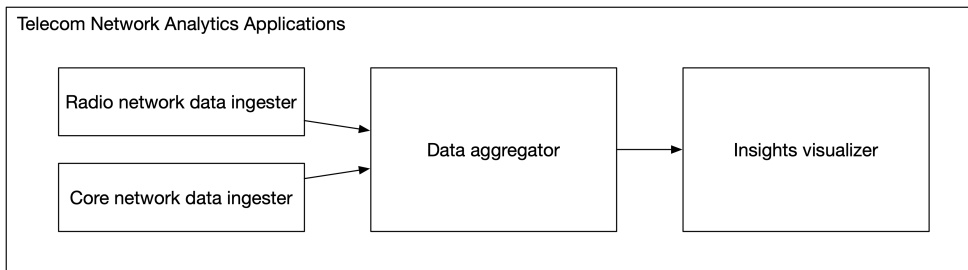 Telecom Network Analytics Applications
Radio network data ingester
Core network data ingester
Data aggregator
Insights visualizer